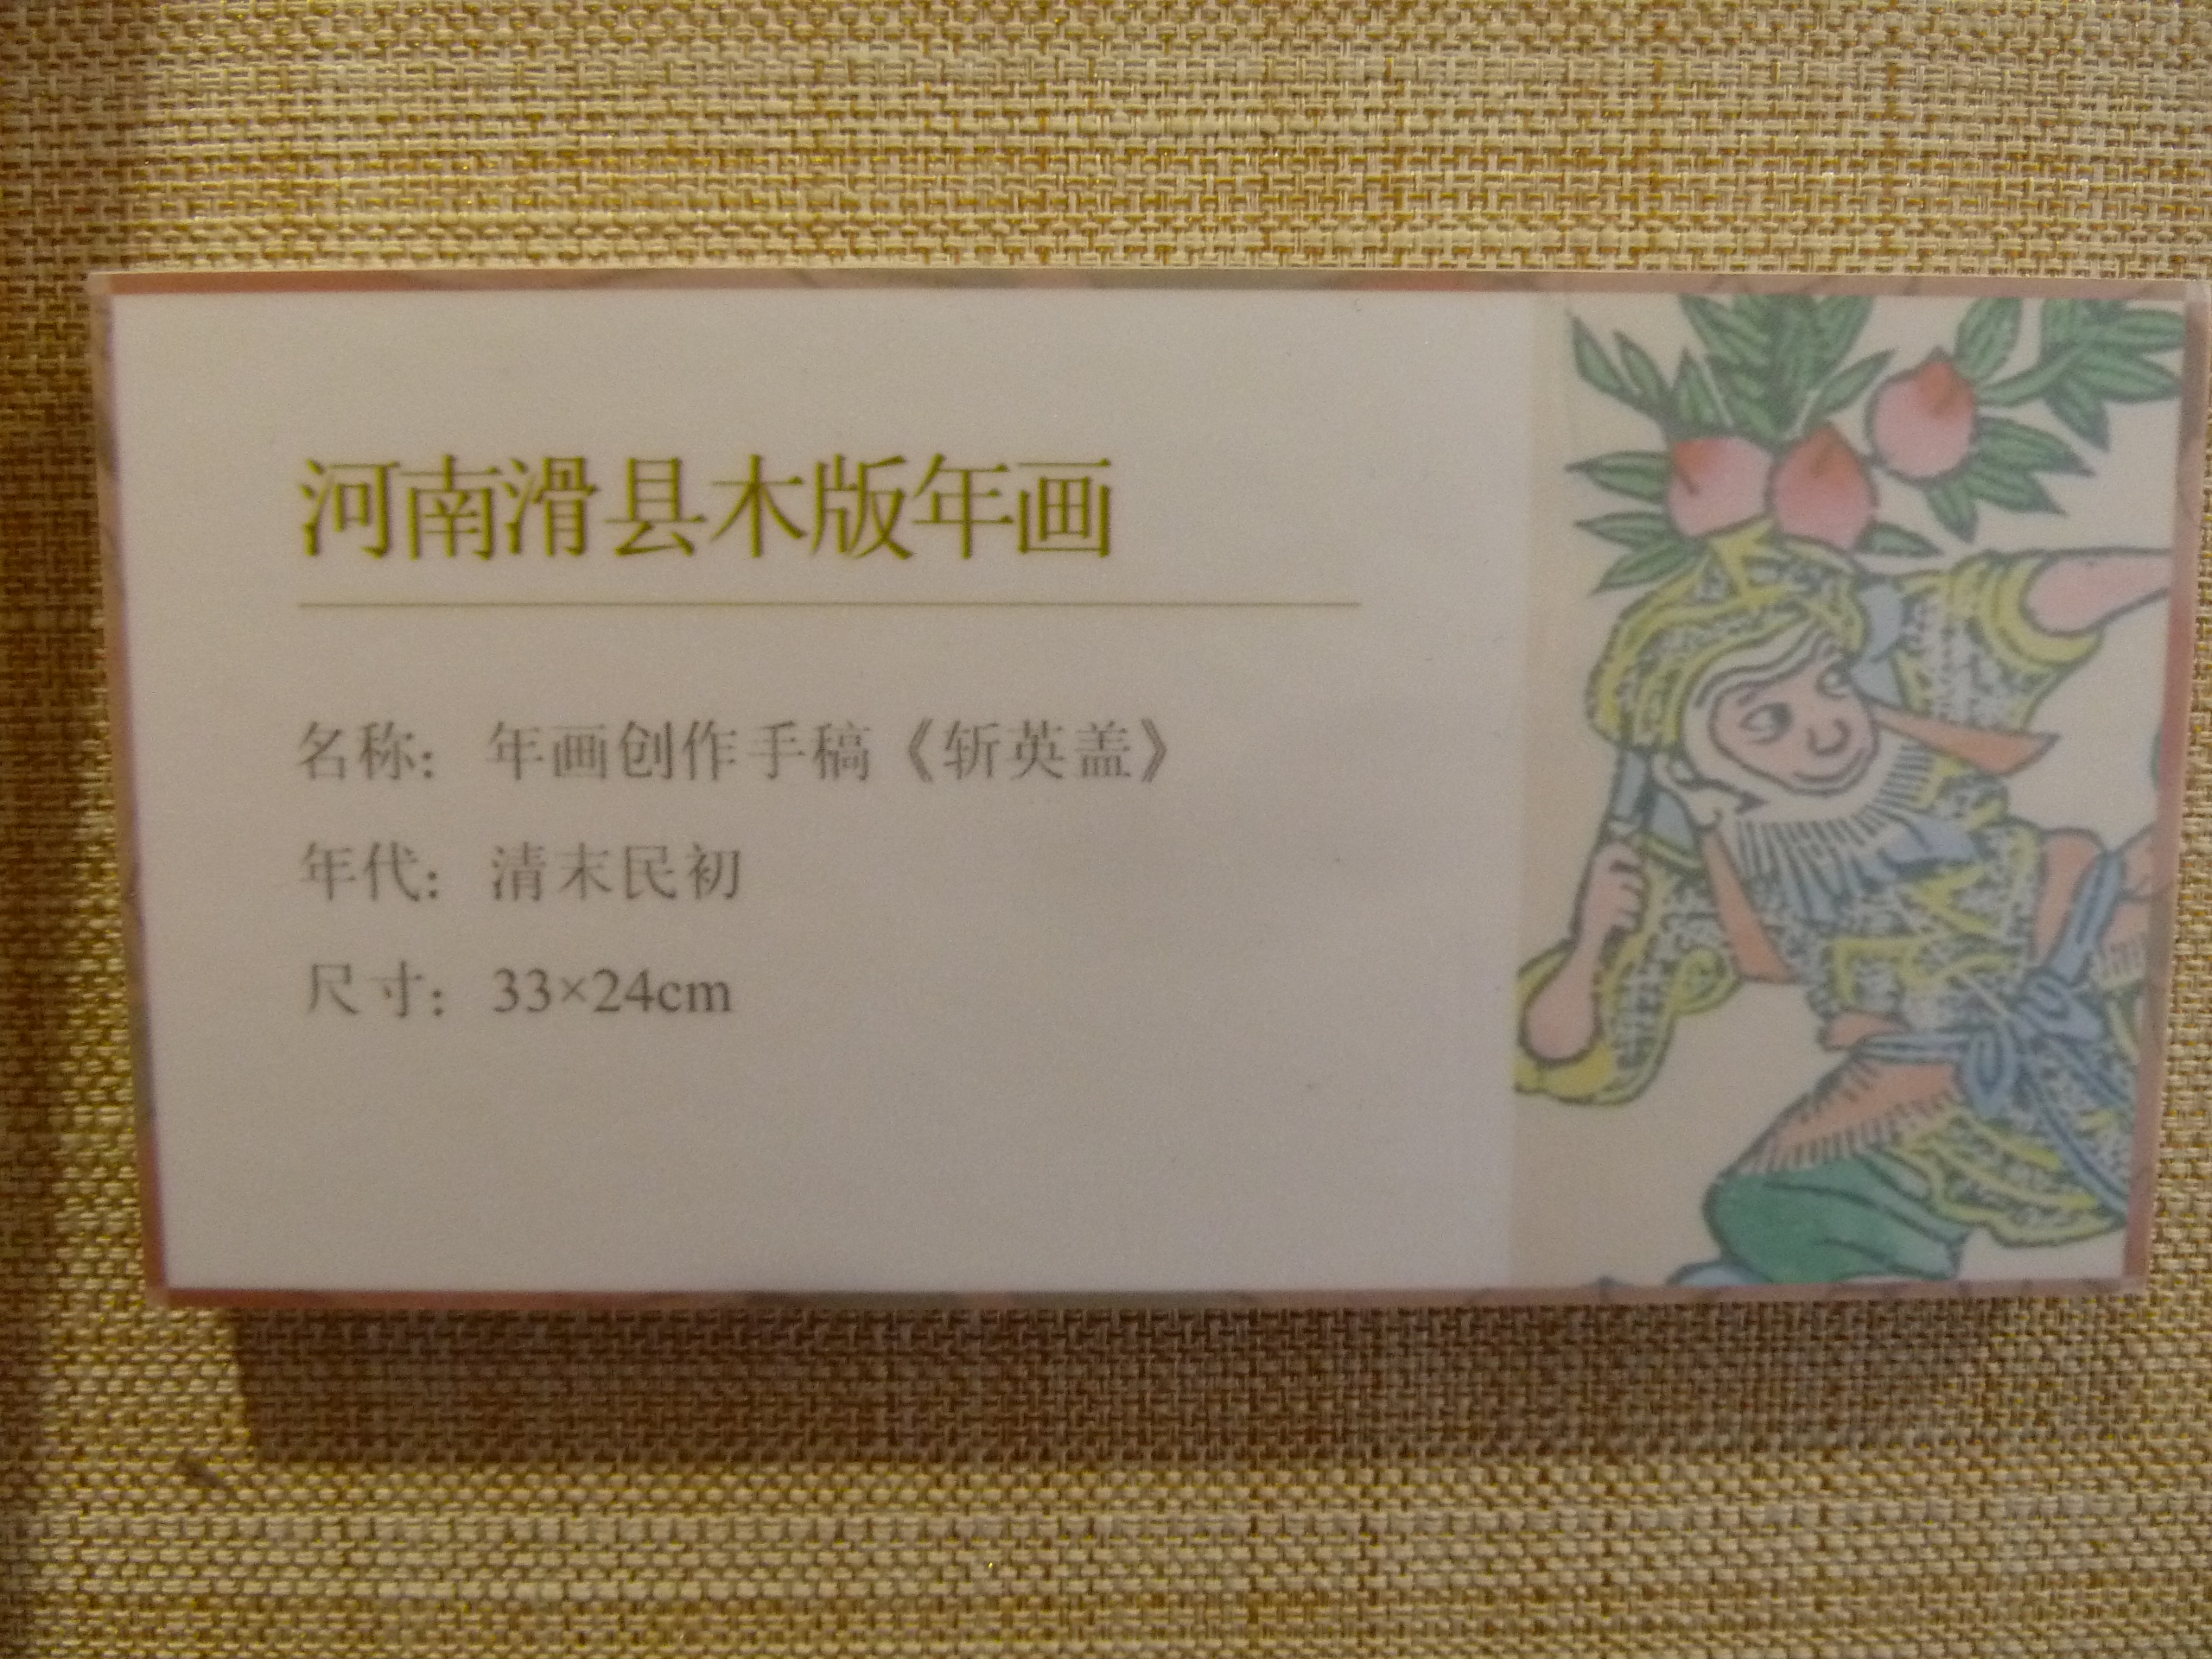 河南滑县木版年画
名称：年画创作手稿《斩英盖》
年代：清末民初
尺寸：33×24cm